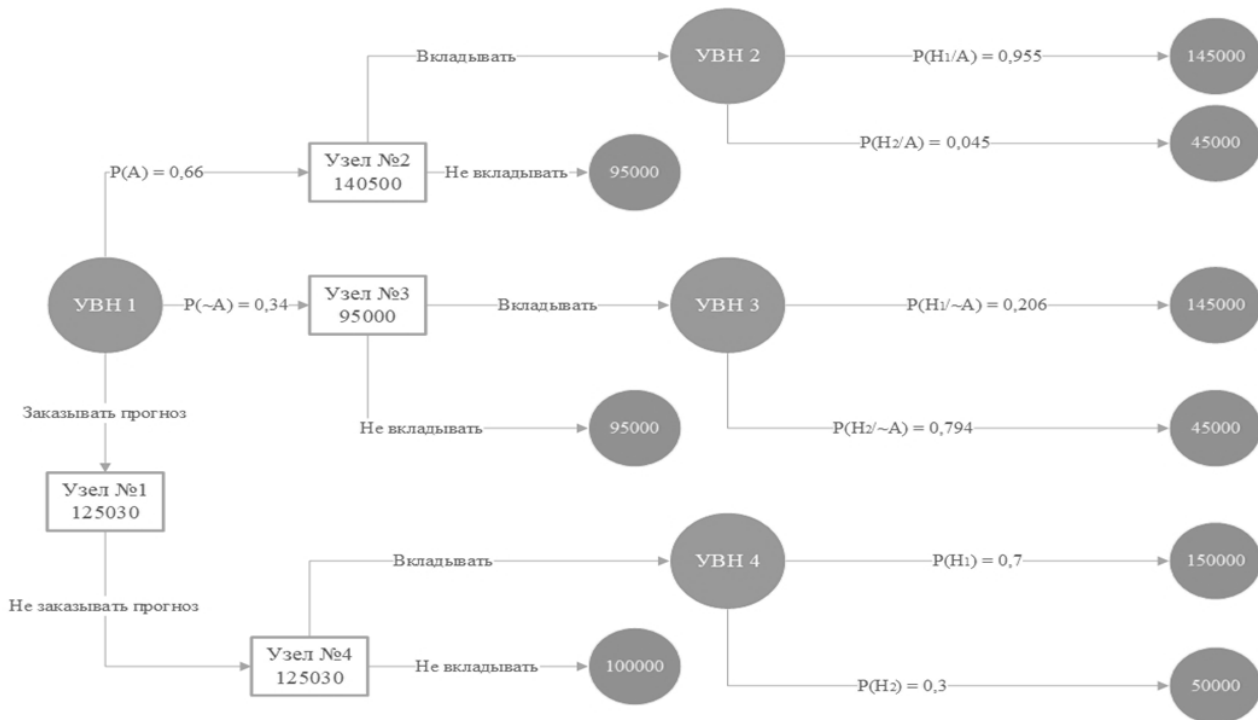 Вкладывать
УВН 2
P(H₁/A) = 0,955
145000
P(H₂/A) = 0,045
45000
P(A) = 0,66
Узел №2
140500
Не вкладывать
95000
УВН 1
P(~A) = 0,34
Узел №3
95000
Вкладывать
УВН 3
P(H₁/~A) = 0,206
145000
Заказывать прогноз
Не вкладывать
95000
P(H₂/~A) = 0,794
45000
Узел №1
125030
Вкладывать
УВН 4
P(H₁) = 0,7
150000
Не заказывать прогноз
Узел №4
125030
Не вкладывать
100000
P(H₂) = 0,3
50000